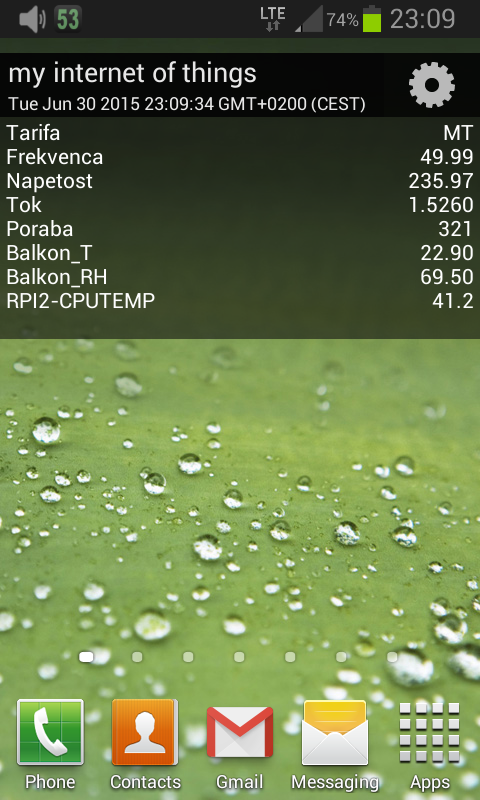 53 LTE 74% 23:09
my internet of things
Tue Jun 30 2015 23:09:34 GMT+0200 (CEST)
Tarifa MT
Frekvenca 49.99
Napetost 235.97
Tok 1.5260
Poraba 321
Balkon_T 22.90
Balkon_RH 69.50
RPI2-CPUTEMP 41.2
Phone Contacts Gmail Messaging Apps